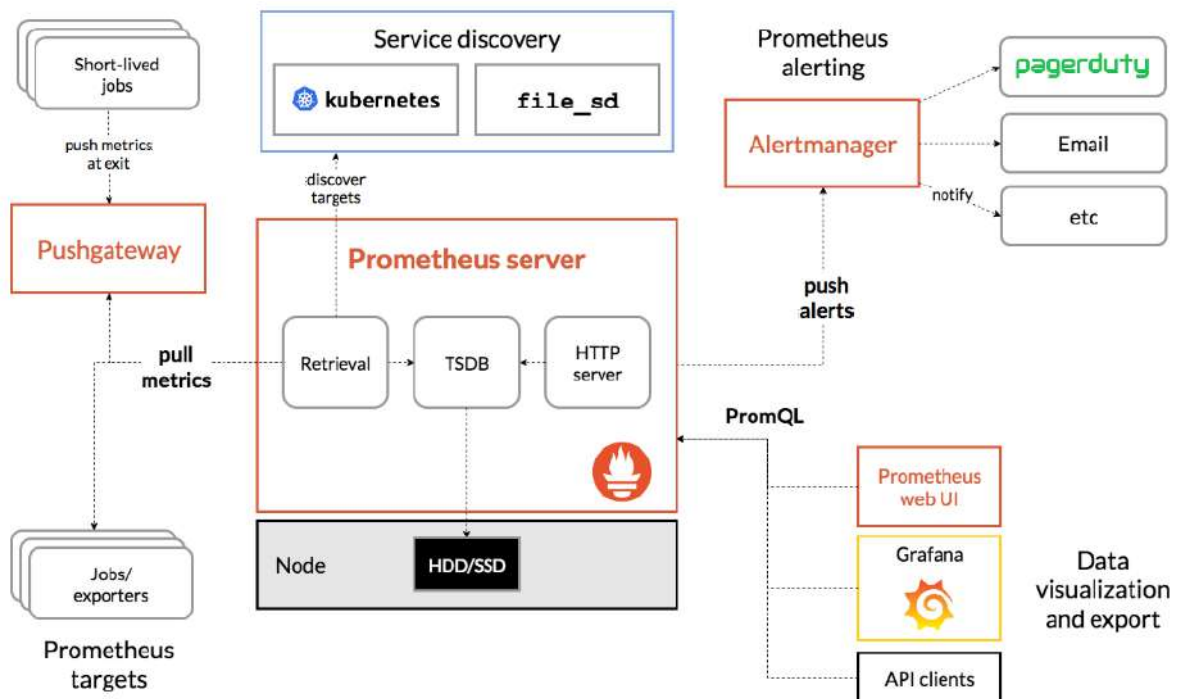 Short-lived
jobs
push metrics
at exit
Pushgateway
pull
metrics
Jobs/
exporters
Prometheus
targets
Service discovery
kubernetes
file_sd
discover
targets
Prometheus server
Retrieval
TSDB
HTTP
server
Node
HDD/SSD
Prometheus
alerting
Alertmanager
pagerduty
Email
notify
etc
push
alerts
PromQL
Prometheus
web UI
Grafana
API clients
Data
visualization
and export